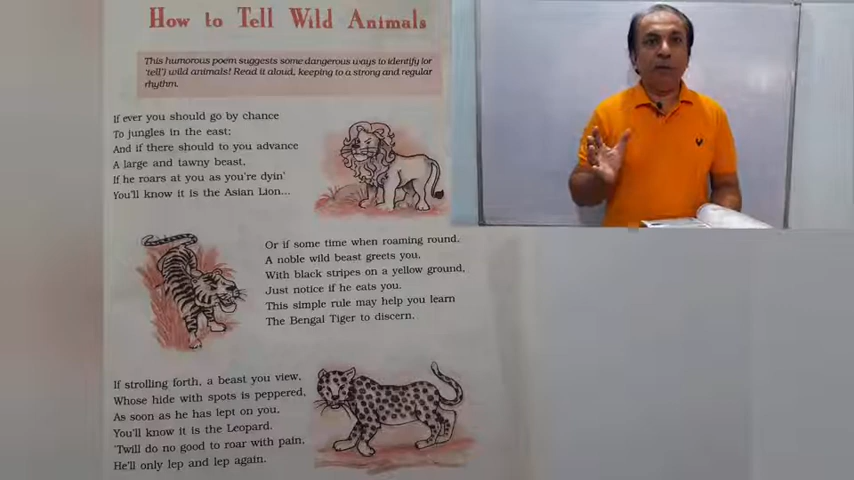 How to Tell Wild Animals
This humorous poem suggests some dangerous ways to identify (or
'tell') wild animals! Read it aloud, keeping to a strong and regular
rhythm.
If ever you should go by chance
To jungles in the east;
And if there should to you advance
A large and tawny beast,
If he roars at you as you're dyin'
You'll know it is the Asian Lion...
Or if some time when roaming round,
A noble wild beast greets you,
With black stripes on a yellow ground,
Just notice if he eats you.
This simple rule may help you learn
The Bengal Tiger to discern.
If strolling forth, a beast you view,
Whose hide with spots is peppered,
As soon as he has lept on you,
You'll know it is the Leopard.
'Twill do no good to roar with pain,
He'll only lep and lep again.